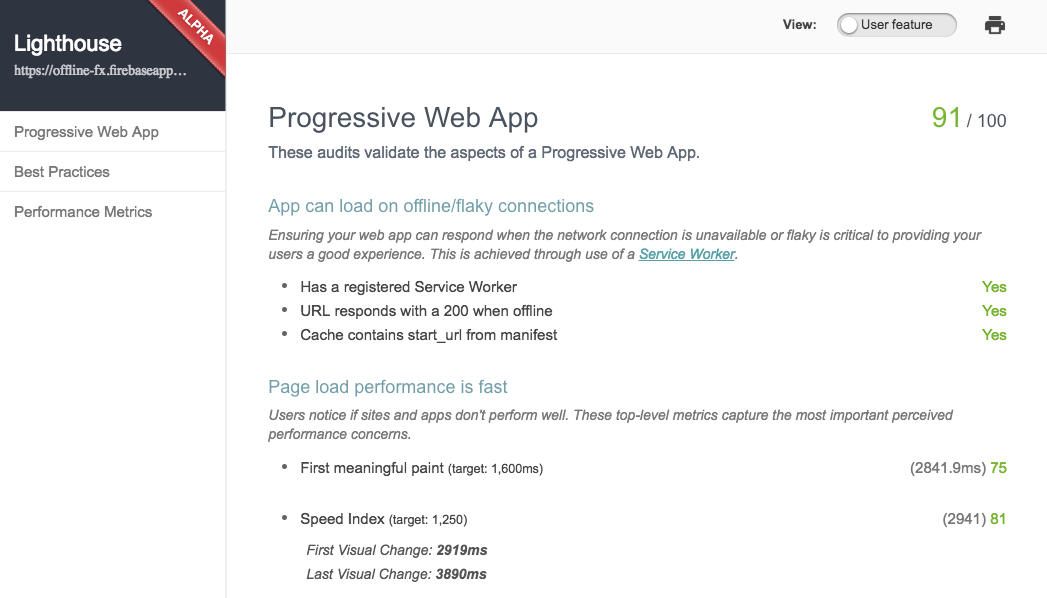 Lighthouse
ALPHA
https://offline-fx.firebaseapp…
Progressive Web App
Best Practices
Performance Metrics
View: User feature
Progressive Web App 91 / 100
These audits validate the aspects of a Progressive Web App.
App can load on offline/flaky connections
Ensuring your web app can respond when the network connection is unavailable or flaky is critical to providing your
users a good experience. This is achieved through use of a Service Worker.
• Has a registered Service Worker Yes
• URL responds with a 200 when offline Yes
• Cache contains start_url from manifest Yes
Page load performance is fast
Users notice if sites and apps don't perform well. These top-level metrics capture the most important perceived
performance concerns.
• First meaningful paint (target: 1,600ms) (2841.9ms) 75
• Speed Index (target: 1,250) (2941) 81
First Visual Change: 2919ms
Last Visual Change: 3890ms